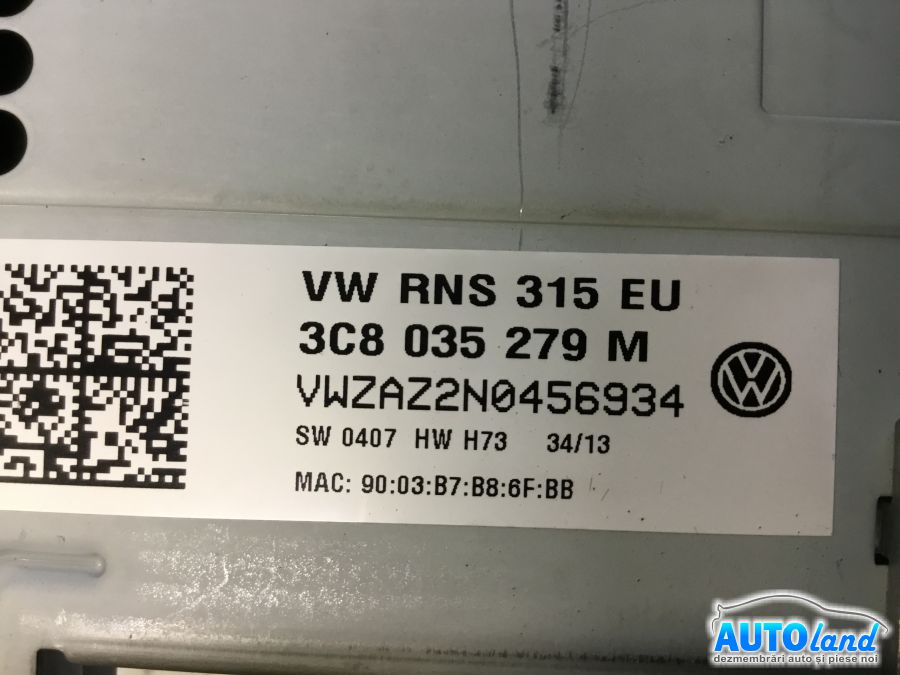 VW RNS 315 EU
3C8 035 279 M
VWZAZ2N0456934
SW 0407 HW H73 34/13
MAC: 90:03:B7:B8:6F:BB
AUTOland
dezmembrări auto și piese noi